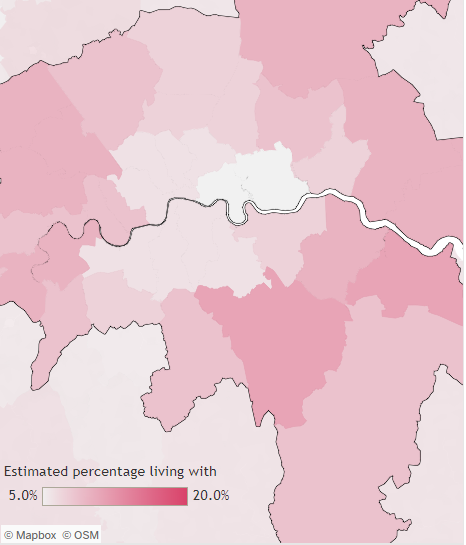 Estimated percentage living with
5.0% 20.0%
© Mapbox © OSM